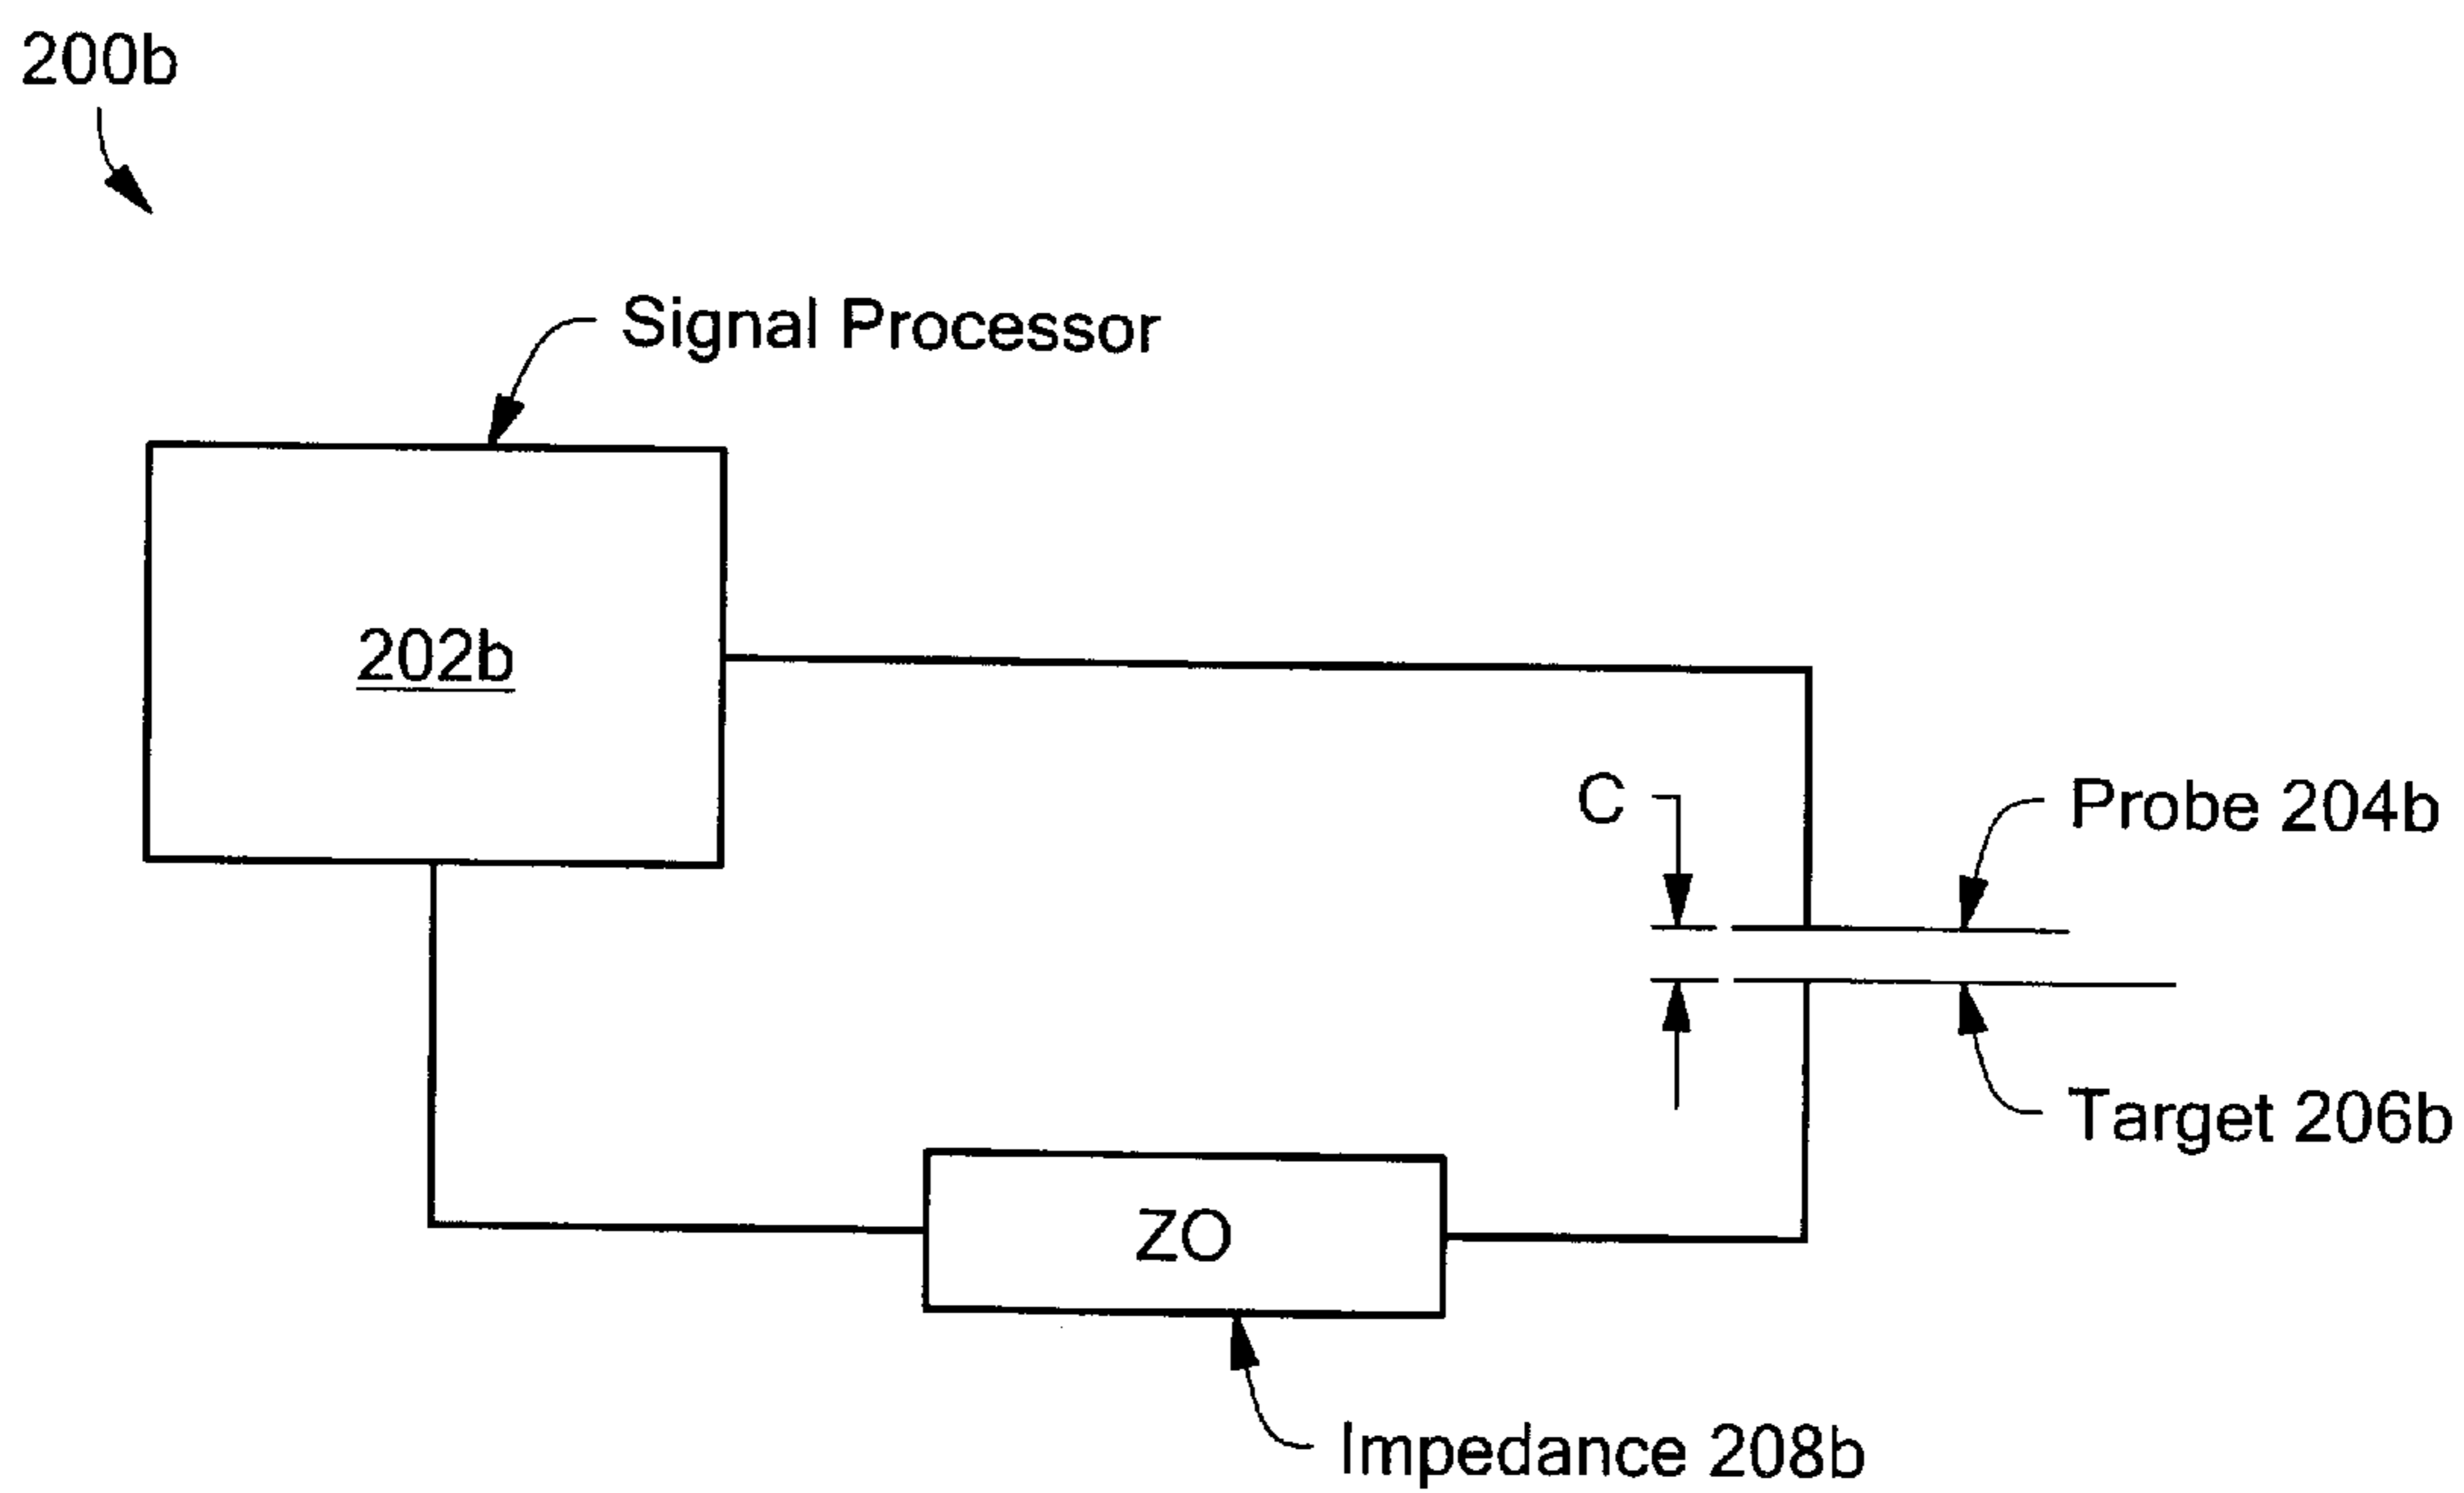 200b
Signal Processor
202b
C
Probe 204b
Target 206b
ZO
Impedance 208b